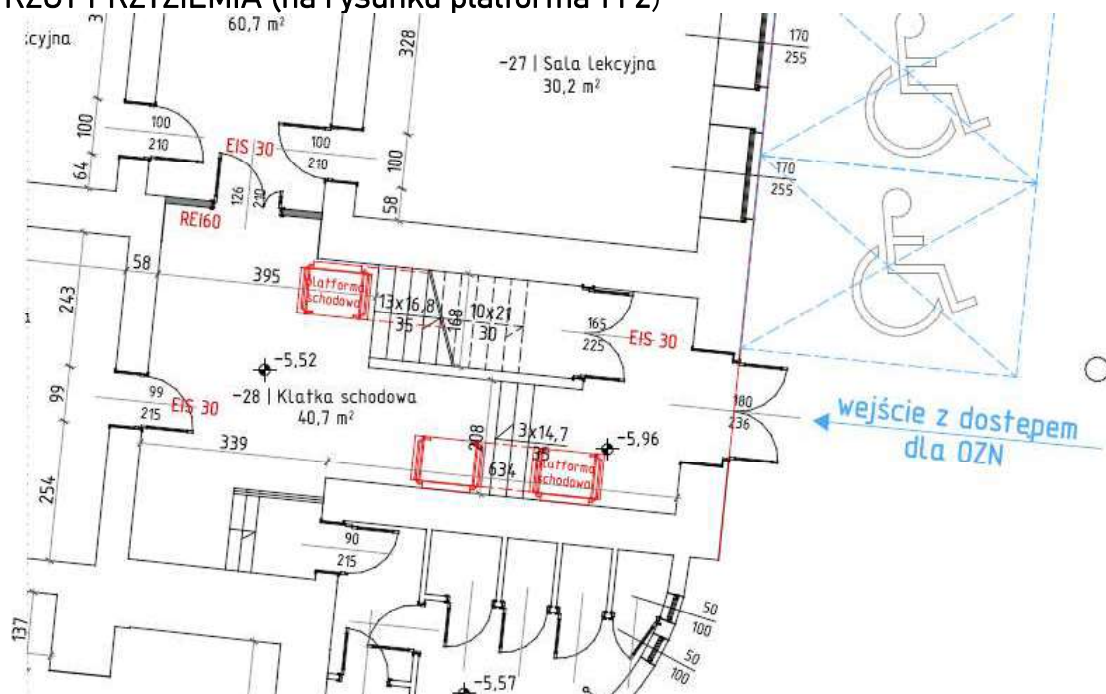 RZUT PRZYZIEMIA (na rysunku platforma 1 i 2)
60,7 m²
cyjna
328
-27 | Sala lekcyjna
30,2 m²
170
255
100
100
210
EIS 30
100
210
100
64
126
210
58
170
255
REI60
58
395
platforma
schodowa
13x16,8
35
168
10x21
30
165
225
EIS 30
243
-5,52
99
99
215
EIS 30
-28 | Klatka schodowa
40,7 m²
180
236
wejście z dostępem
dla OZN
339
208
3x14,7
35
-5,96
634
platforma
schodowa
254
90
215
50
100
50
100
137
-5,57